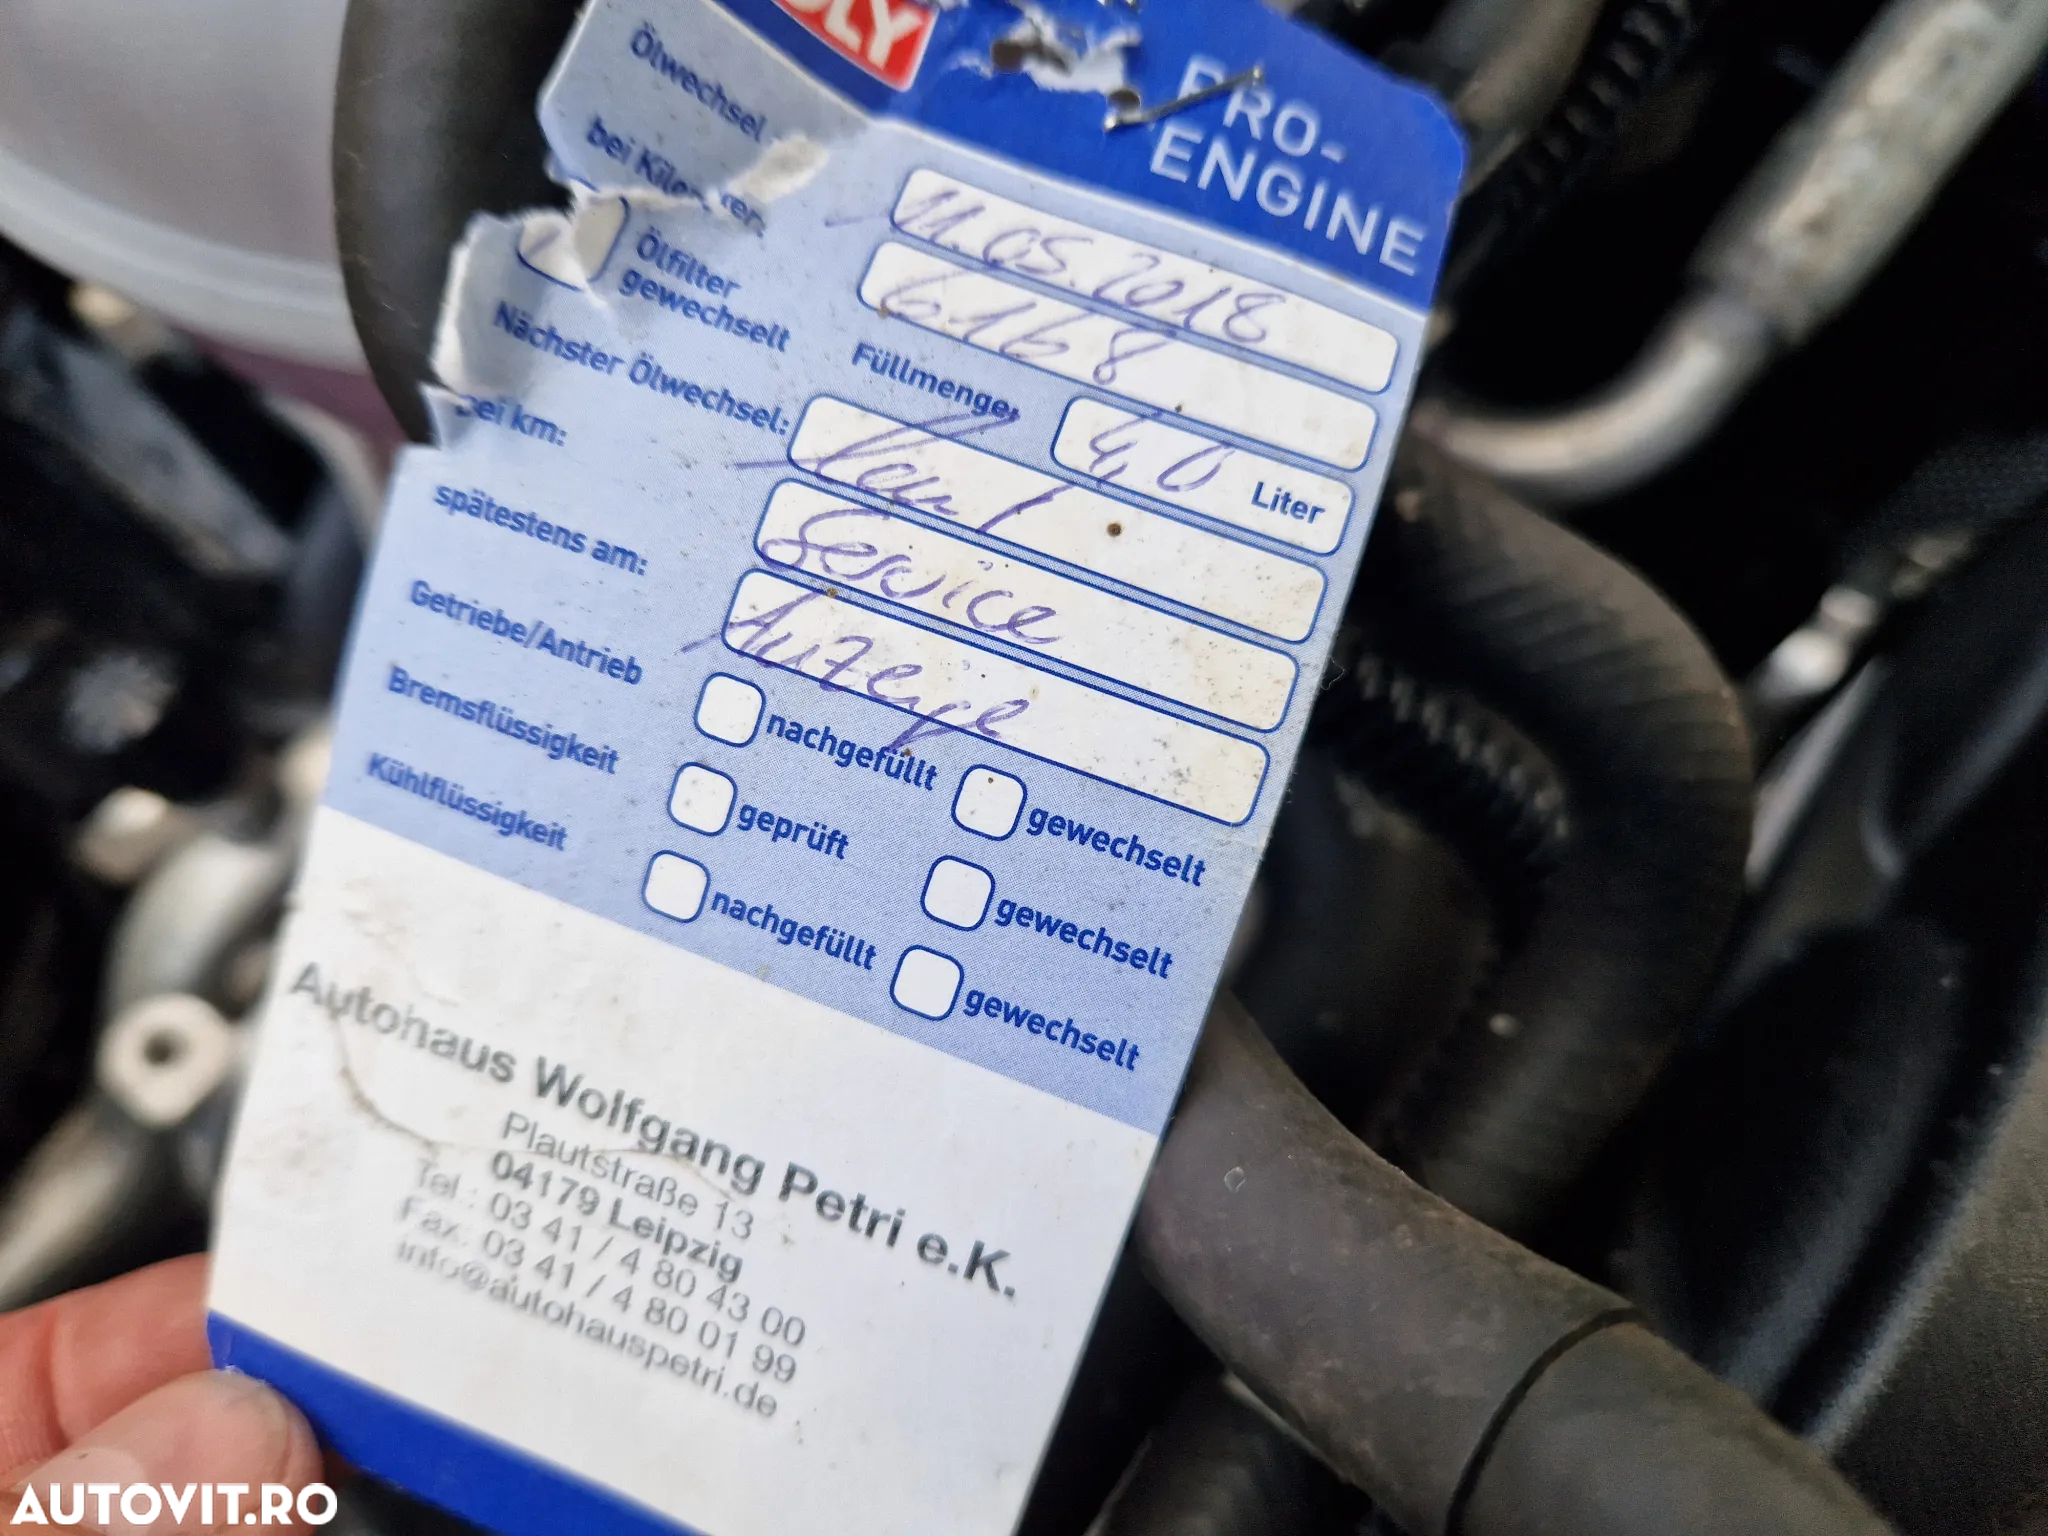 PRO-
ENGINE
Ölwechsel
11.05.2018
bei
6168
Ölfilter
gewechselt
Füllmenge:
4,0 Liter
Nächster Ölwechsel:
laut
bei km:
Service
spätestens am:
Anzeige
Getriebe/Antrieb nachgefüllt gewechselt
Bremsflüssigkeit geprüft gewechselt
Kühlflüssigkeit nachgefüllt gewechselt
Autohaus Wolfgang Petri e.K.
Plautstraße 13
04179 Leipzig
Tel.: 03 41 / 4 80 43 00
Fax: 03 41 / 4 80 01 99
info@autohauspetri.de
AUTOVIT.RO